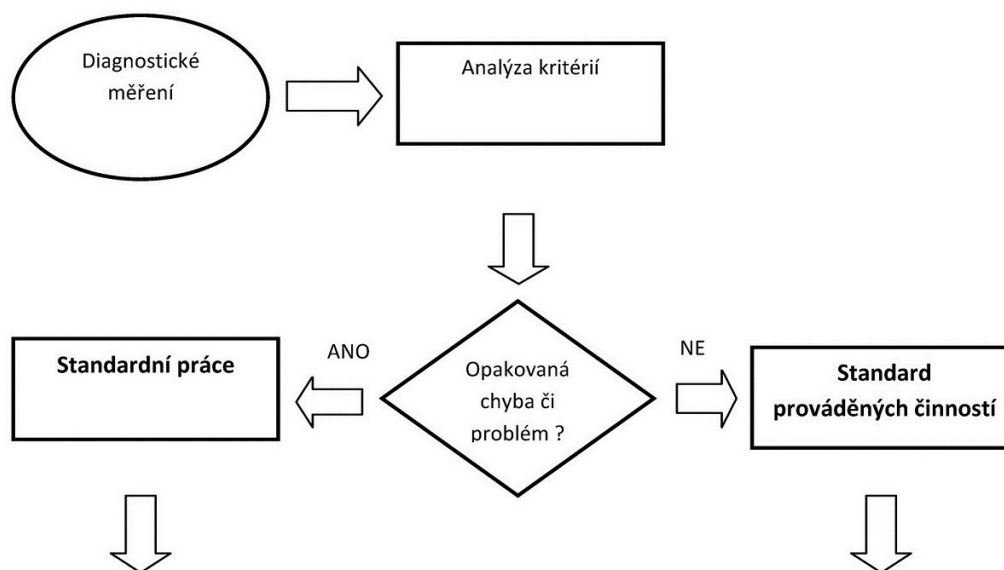 Diagnostické
měření
Analýza kritérií
Standardní práce
ANO
Opakovaná
chyba či
problém ?
NE
Standard
prováděných činností